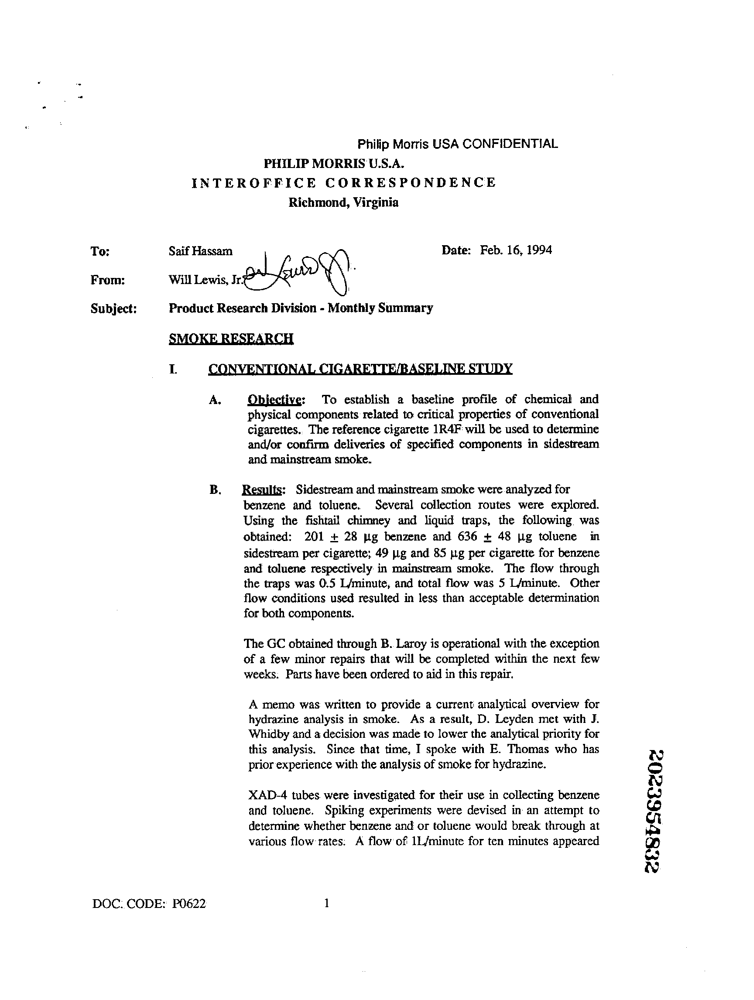 Philip Morris USA CONFIDENTIAL
PHILIP MORRIS U.S.A.
INTEROFFICE CORRESPONDENCE
Richmond, Virginia
To: Saif Hassam Date: Feb. 16, 1994
From: Will Lewis, Jr.
Subject: Product Research Division - Monthly Summary
SMOKE RESEARCH
I. CONVENTIONAL CIGARETTE/BASELINE STUDY
A. Objective: To establish a baseline profile of chemical and
physical components related to critical properties of conventional
cigarettes. The reference cigarette 1R4F will be used to determine
and/or confirm deliveries of specified components in sidestream
and mainstream smoke.
B. Results: Sidestream and mainstream smoke were analyzed for
benzene and toluene. Several collection routes were explored.
Using the fishtail chimney and liquid traps, the following was
obtained: 201 ± 28 µg benzene and 636 ± 48 µg toluene in
sidestream per cigarette; 49 µg and 85 µg per cigarette for benzene
and toluene respectively in mainstream smoke. The flow through
the traps was 0.5 L/minute, and total flow was 5 L/minute. Other
flow conditions used resulted in less than acceptable determination
for both components.
The GC obtained through B. Laroy is operational with the exception
of a few minor repairs that will be completed within the next few
weeks. Parts have been ordered to aid in this repair.
A memo was written to provide a current analytical overview for
hydrazine analysis in smoke. As a result, D. Leyden met with J.
Whidby and a decision was made to lower the analytical priority for
this analysis. Since that time, I spoke with E. Thomas who has
prior experience with the analysis of smoke for hydrazine.
XAD-4 tubes were investigated for their use in collecting benzene
and toluene. Spiking experiments were devised in an attempt to
determine whether benzene and or toluene would break through at
various flow rates. A flow of 1L/minute for ten minutes appeared
2023954832
DOC. CODE: P0622 1